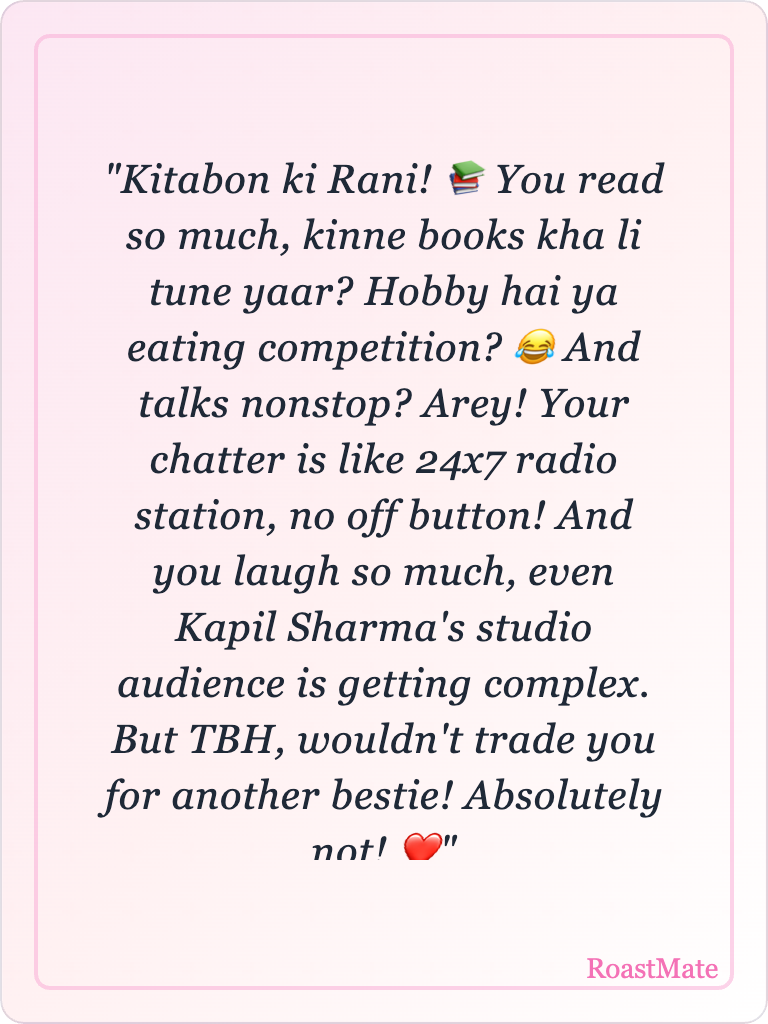 "Kitabon ki Rani! 📚 You read
so much, kinne books kha li
tune yaar? Hobby hai ya
eating competition? 😂 And
talks nonstop? Arey! Your
chatter is like 24x7 radio
station, no off button! And
you laugh so much, even
Kapil Sharma's studio
audience is getting complex.
But TBH, wouldn't trade you
for another bestie! Absolutely
not! ❤️"
RoastMate